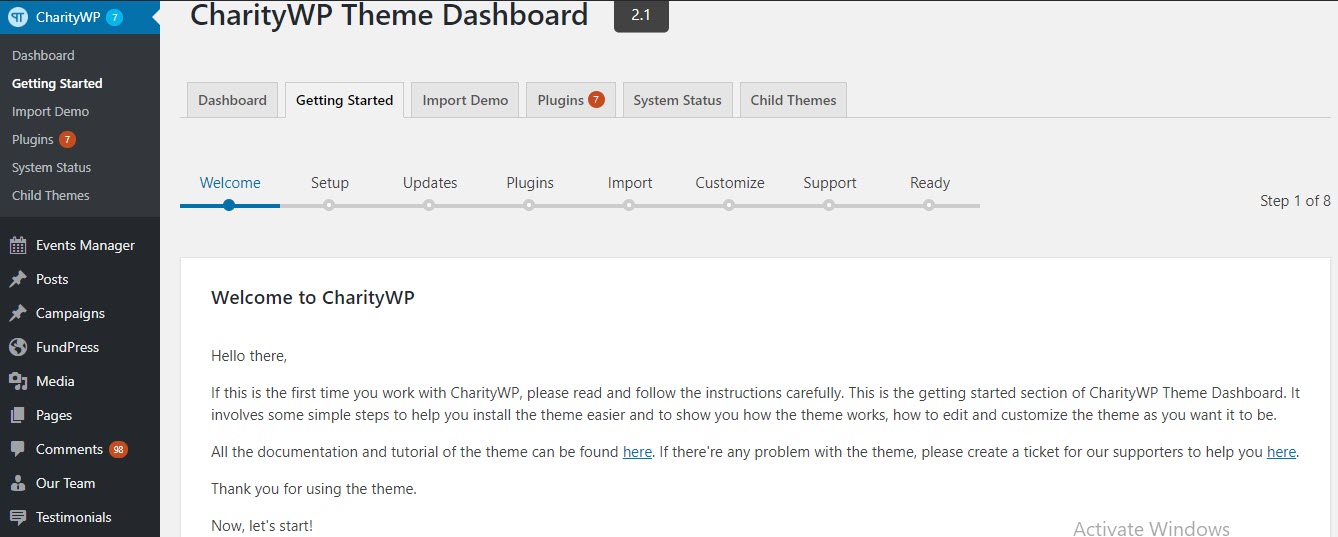 CharityWP 7
Dashboard
Getting Started
Import Demo
Plugins 7
System Status
Child Themes
Events Manager
Posts
Campaigns
FundPress
Media
Pages
Comments 98
Our Team
Testimonials
CharityWP Theme Dashboard 2.1
Dashboard Getting Started Import Demo Plugins 7 System Status Child Themes
Welcome Setup Updates Plugins Import Customize Support Ready
Step 1 of 8
Welcome to CharityWP
Hello there,
If this is the first time you work with CharityWP, please read and follow the instructions carefully. This is the getting started section of CharityWP Theme Dashboard. It
involves some simple steps to help you install the theme easier and to show you how the theme works, how to edit and customize the theme as you want it to be.
All the documentation and tutorial of the theme can be found here. If there're any problem with the theme, please create a ticket for our supporters to help you here.
Thank you for using the theme.
Now, let's start!
Activate Windows